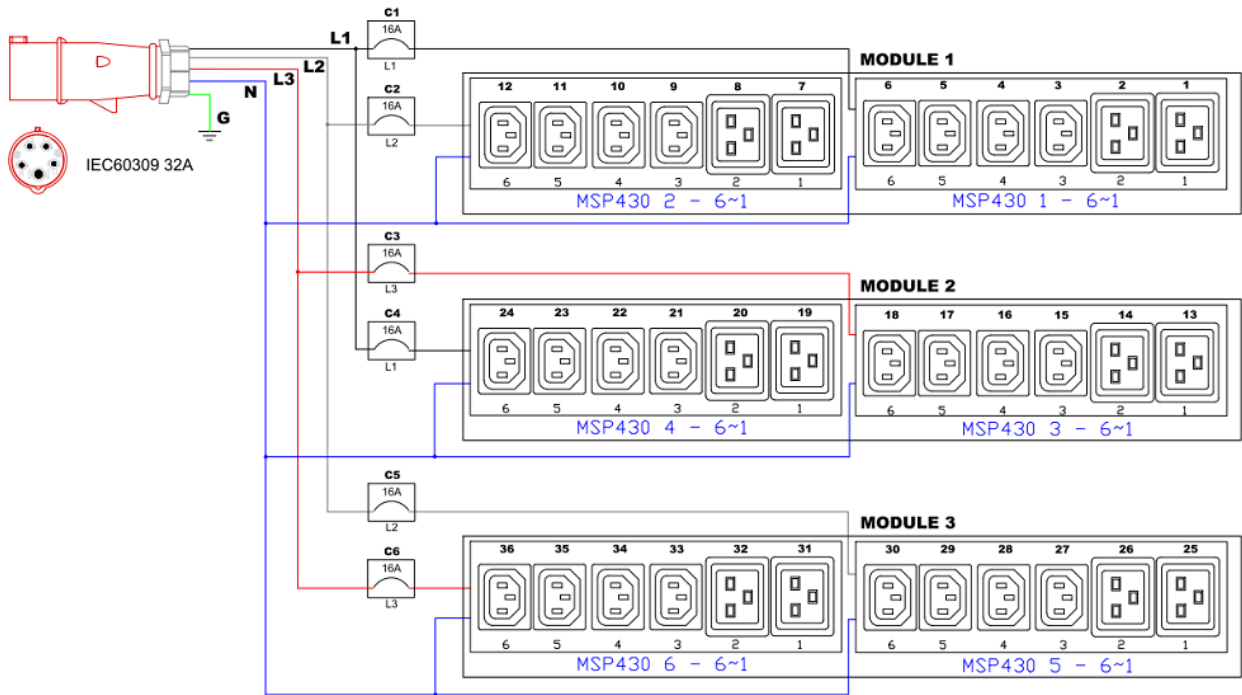 C1
16A
L1
L1
L2
L3
N
G
IEC60309 32A
C2
16A
L2
MODULE 1
12 11 10 9 8 7 6 5 4 3 2 1
6 5 4 3 2 1 6 5 4 3 2 1
MSP430 2 - 6~1 MSP430 1 - 6~1
C3
16A
L3
C4
16A
L1
MODULE 2
24 23 22 21 20 19 18 17 16 15 14 13
6 5 4 3 2 1 6 5 4 3 2 1
MSP430 4 - 6~1 MSP430 3 - 6~1
C5
16A
L2
C6
16A
L3
MODULE 3
36 35 34 33 32 31 30 29 28 27 26 25
6 5 4 3 2 1 6 5 4 3 2 1
MSP430 6 - 6~1 MSP430 5 - 6~1